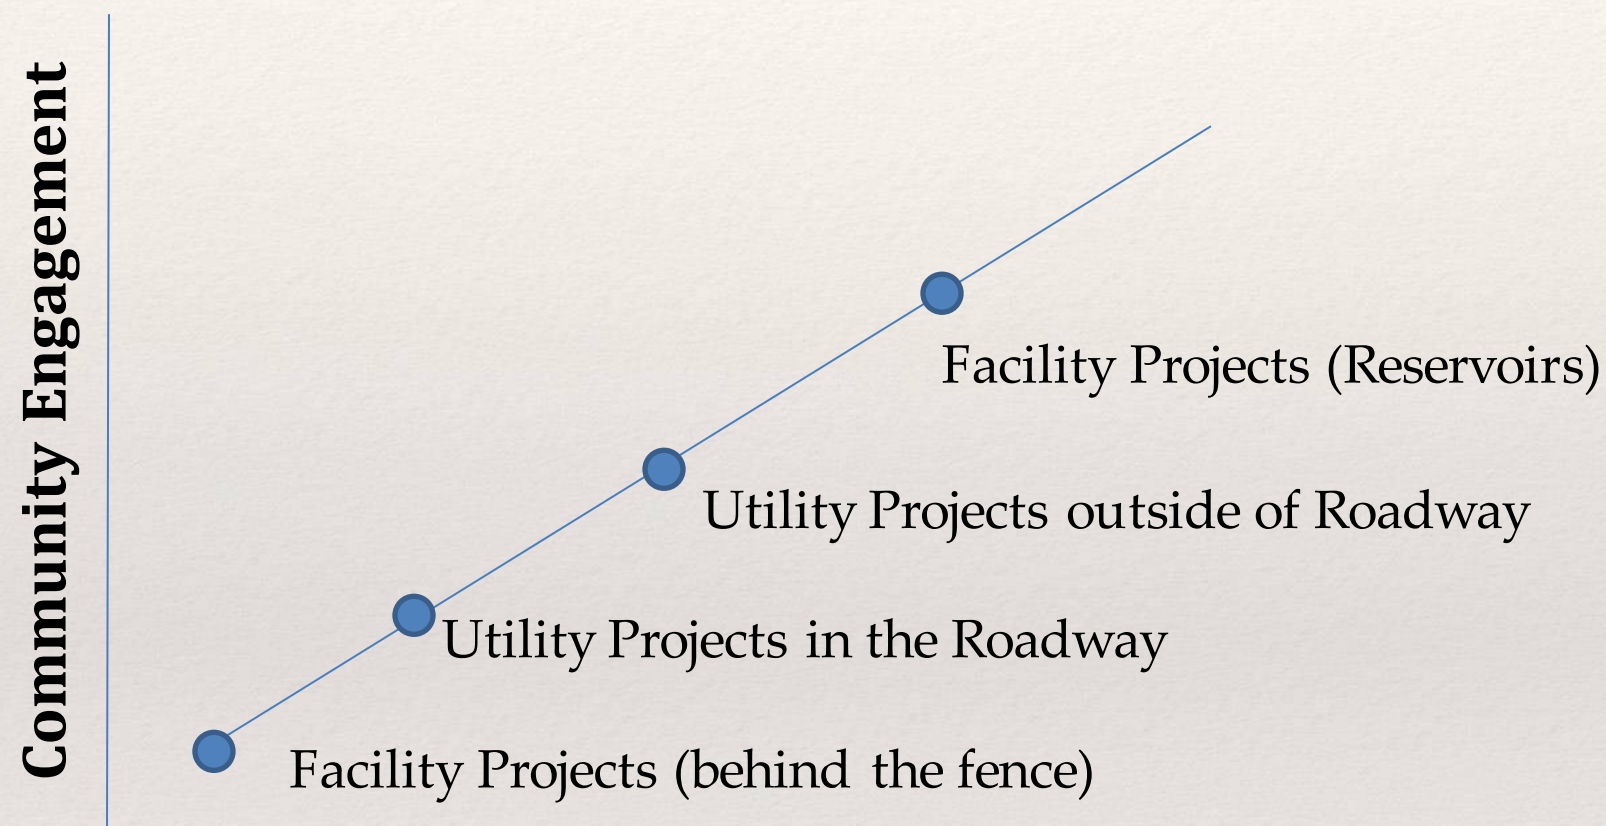 Community Engagement
Facility Projects (Reservoirs)
Utility Projects outside of Roadway
Utility Projects in the Roadway
Facility Projects (behind the fence)